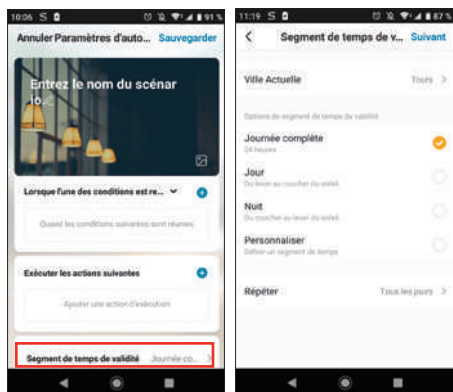 10:06 S 91 %
Annuler Paramètres d'auto... Sauvegarder
Entrez le nom du scénar
io.
Lorsque l'une des conditions est re...
Quand les conditions suivantes sont réunies
Exécuter les actions suivantes
Ajouter une action d'exécution
Segment de temps de validité Journée co...
11:19 S 87 %
Segment de temps de v... Suivant
Ville Actuelle Tours
Options de segment de temps de validité
Journée complète
24 heures
Jour
Du lever au coucher du soleil
Nuit
Du coucher au lever du soleil
Personnaliser
Définir un segment de temps
Répéter Tous les jours